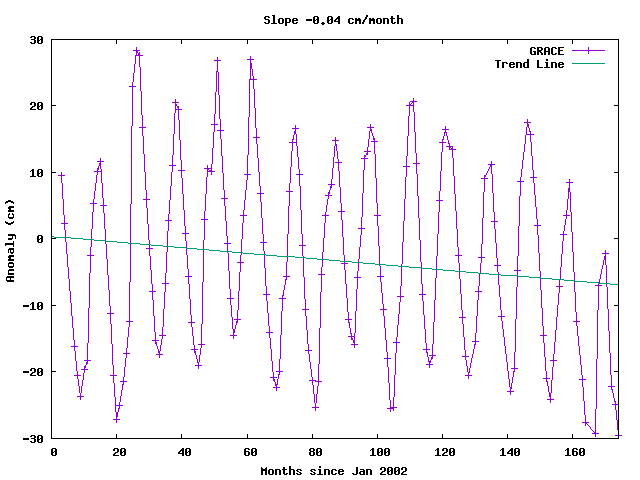 Slope -0.04 cm/month
GRACE
Trend Line
30
20
10
0
-10
-20
-30
Anomaly (cm)
0 20 40 60 80 100 120 140 160
Months since Jan 2002